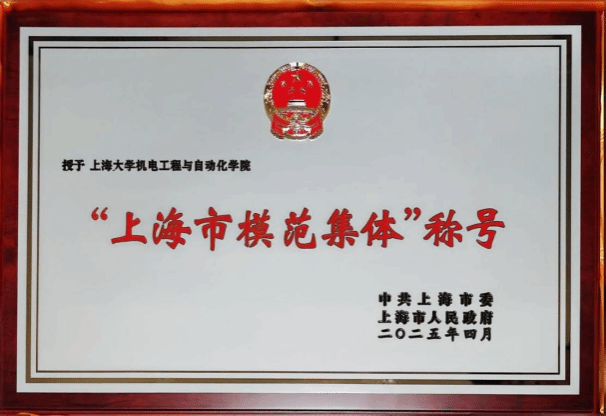 授予 上海大学机电工程与自动化学院
“上海市模范集体”称号
中共上海市委
上海市人民政府
二〇二五年四月